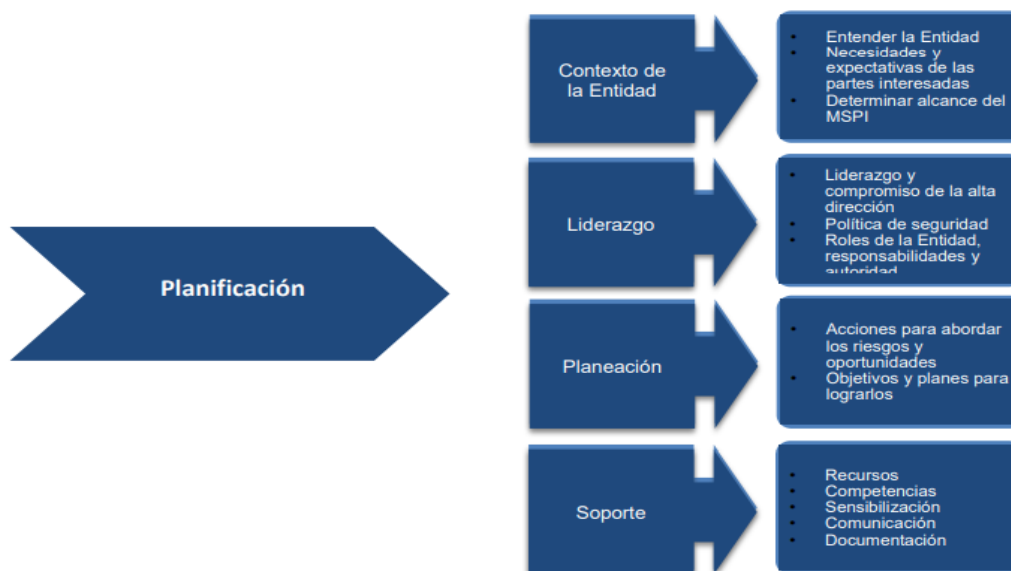 Planificación
Contexto de
la Entidad
• Entender la Entidad
• Necesidades y
expectativas de las
partes interesadas
• Determinar alcance del
MSPI
Liderazgo
• Liderazgo y
compromiso de la alta
dirección
• Política de seguridad
• Roles de la Entidad,
responsabilidades y
autoridad
Planeación
• Acciones para abordar
los riesgos y
oportunidades
• Objetivos y planes para
lograrlos
Soporte
• Recursos
• Competencias
• Sensibilización
• Comunicación
• Documentación